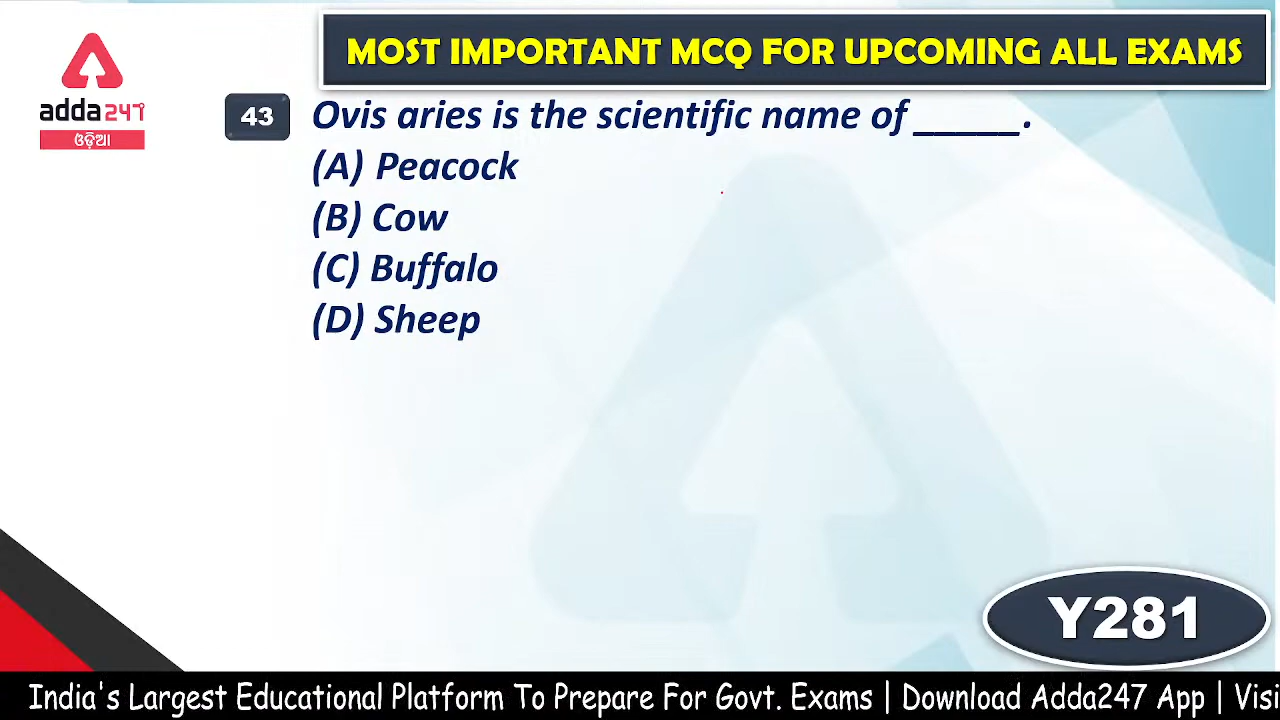 MOST IMPORTANT MCQ FOR UPCOMING ALL EXAMS
adda247
ଓଡ଼ିଆ
43 Ovis aries is the scientific name of _____.
(A) Peacock
(B) Cow
(C) Buffalo
(D) Sheep
Y281
India's Largest Educational Platform To Prepare For Govt. Exams | Download Adda247 App | Visi